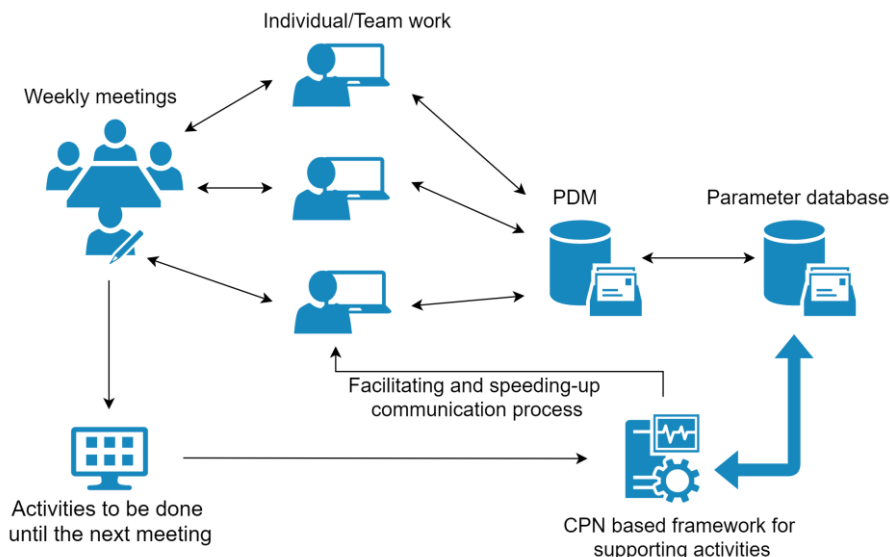 Individual/Team work
Weekly meetings
PDM
Parameter database
Facilitating and speeding-up
communication process
Activities to be done
until the next meeting
CPN based framework for
supporting activities